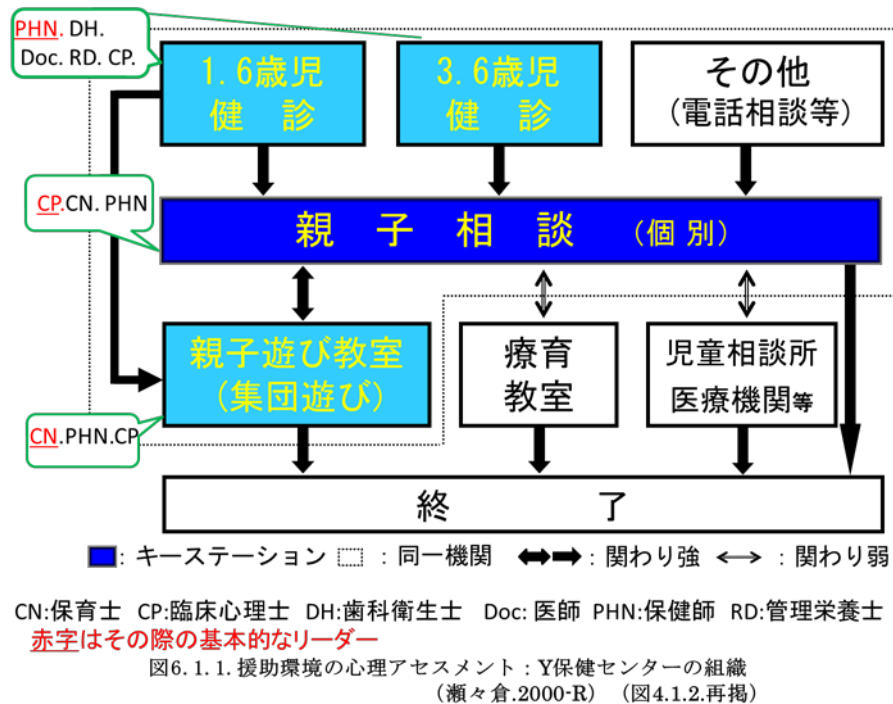 PHN. DH.
Doc. RD. CP.
1.6歳児
健 診
3.6歳児
健 診
その他
(電話相談等)
CP.CN. PHN
親 子 相 談 (個 別)
親子遊び教室
(集団遊び)
療育
教室
児童相談所
医療機関等
CN.PHN.CP
終 了
: キーステーション : 同一機関 : 関わり強 : 関わり弱
CN:保育士 CP:臨床心理士 DH:歯科衛生士 Doc: 医師 PHN:保健師 RD:管理栄養士
赤字はその際の基本的なリーダー
図6.1.1.援助環境の心理アセスメント：Y保健センターの組織
(瀬々倉.2000-R) (図4.1.2.再掲)